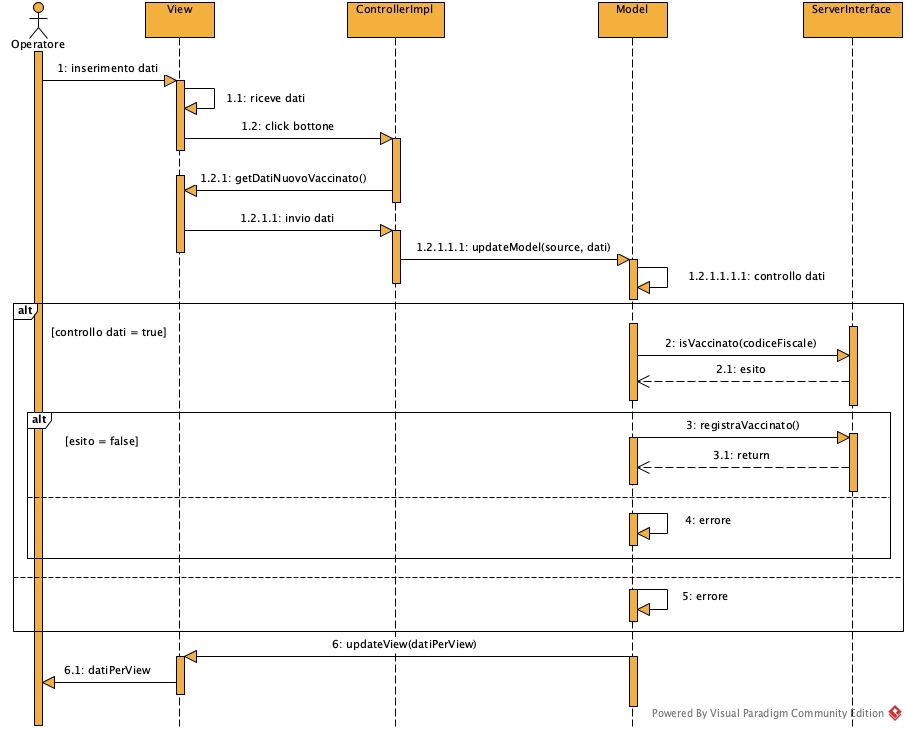 View
ControllerImpl
Model
ServerInterface
Operatore
1: inserimento dati
1.1: riceve dati
1.2: click bottone
1.2.1: getDatiNuovoVaccinato()
1.2.1.1: invio dati
1.2.1.1.1: updateModel(source, dati)
1.2.1.1.1.1: controllo dati
alt
[controllo dati = true]
2: isVaccinato(codiceFiscale)
2.1: esito
alt
[esito = false]
3: registraVaccinato()
3.1: return
4: errore
5: errore
6: updateView(datiPerView)
6.1: datiPerView
Powered By Visual Paradigm Community Edition